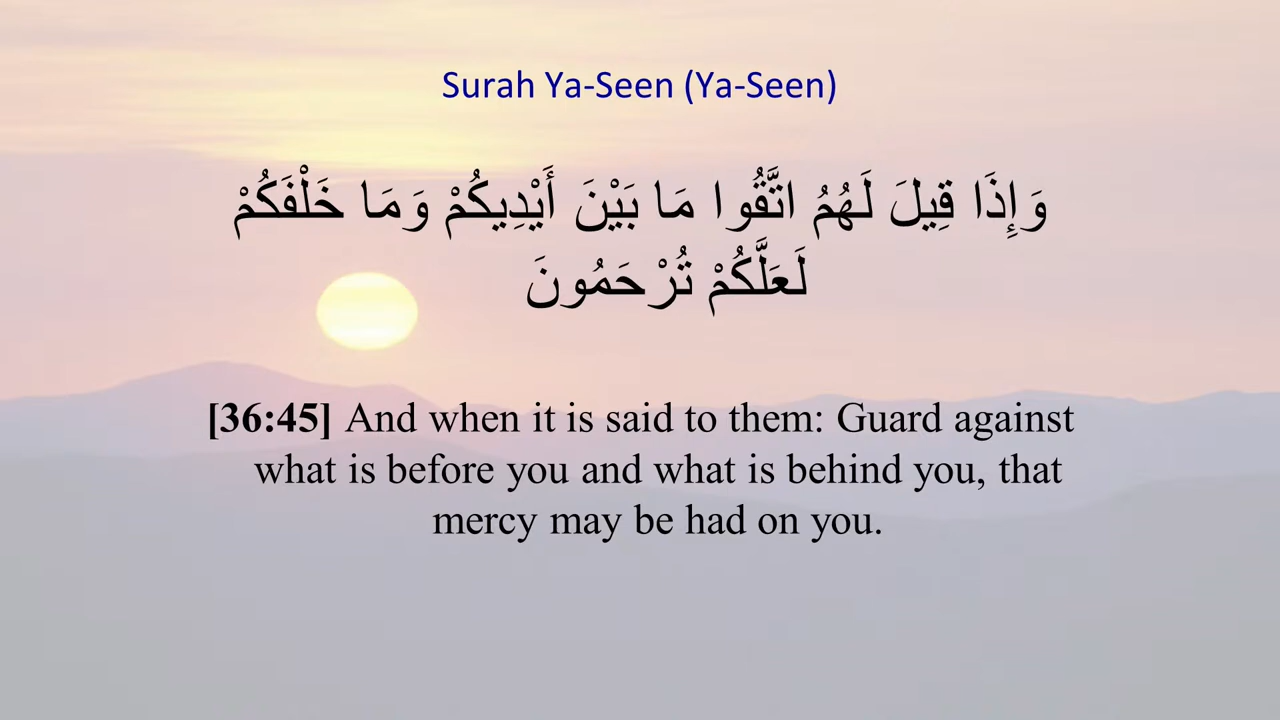 Surah Ya-Seen (Ya-Seen)
وَإِذَا قِيلَ لَهُمُ اتَّقُوا مَا بَيْنَ أَيْدِيكُمْ وَمَا خَلْفَكُمْ
لَعَلَّكُمْ تُرْحَمُونَ
[36:45] And when it is said to them: Guard against
what is before you and what is behind you, that
mercy may be had on you.